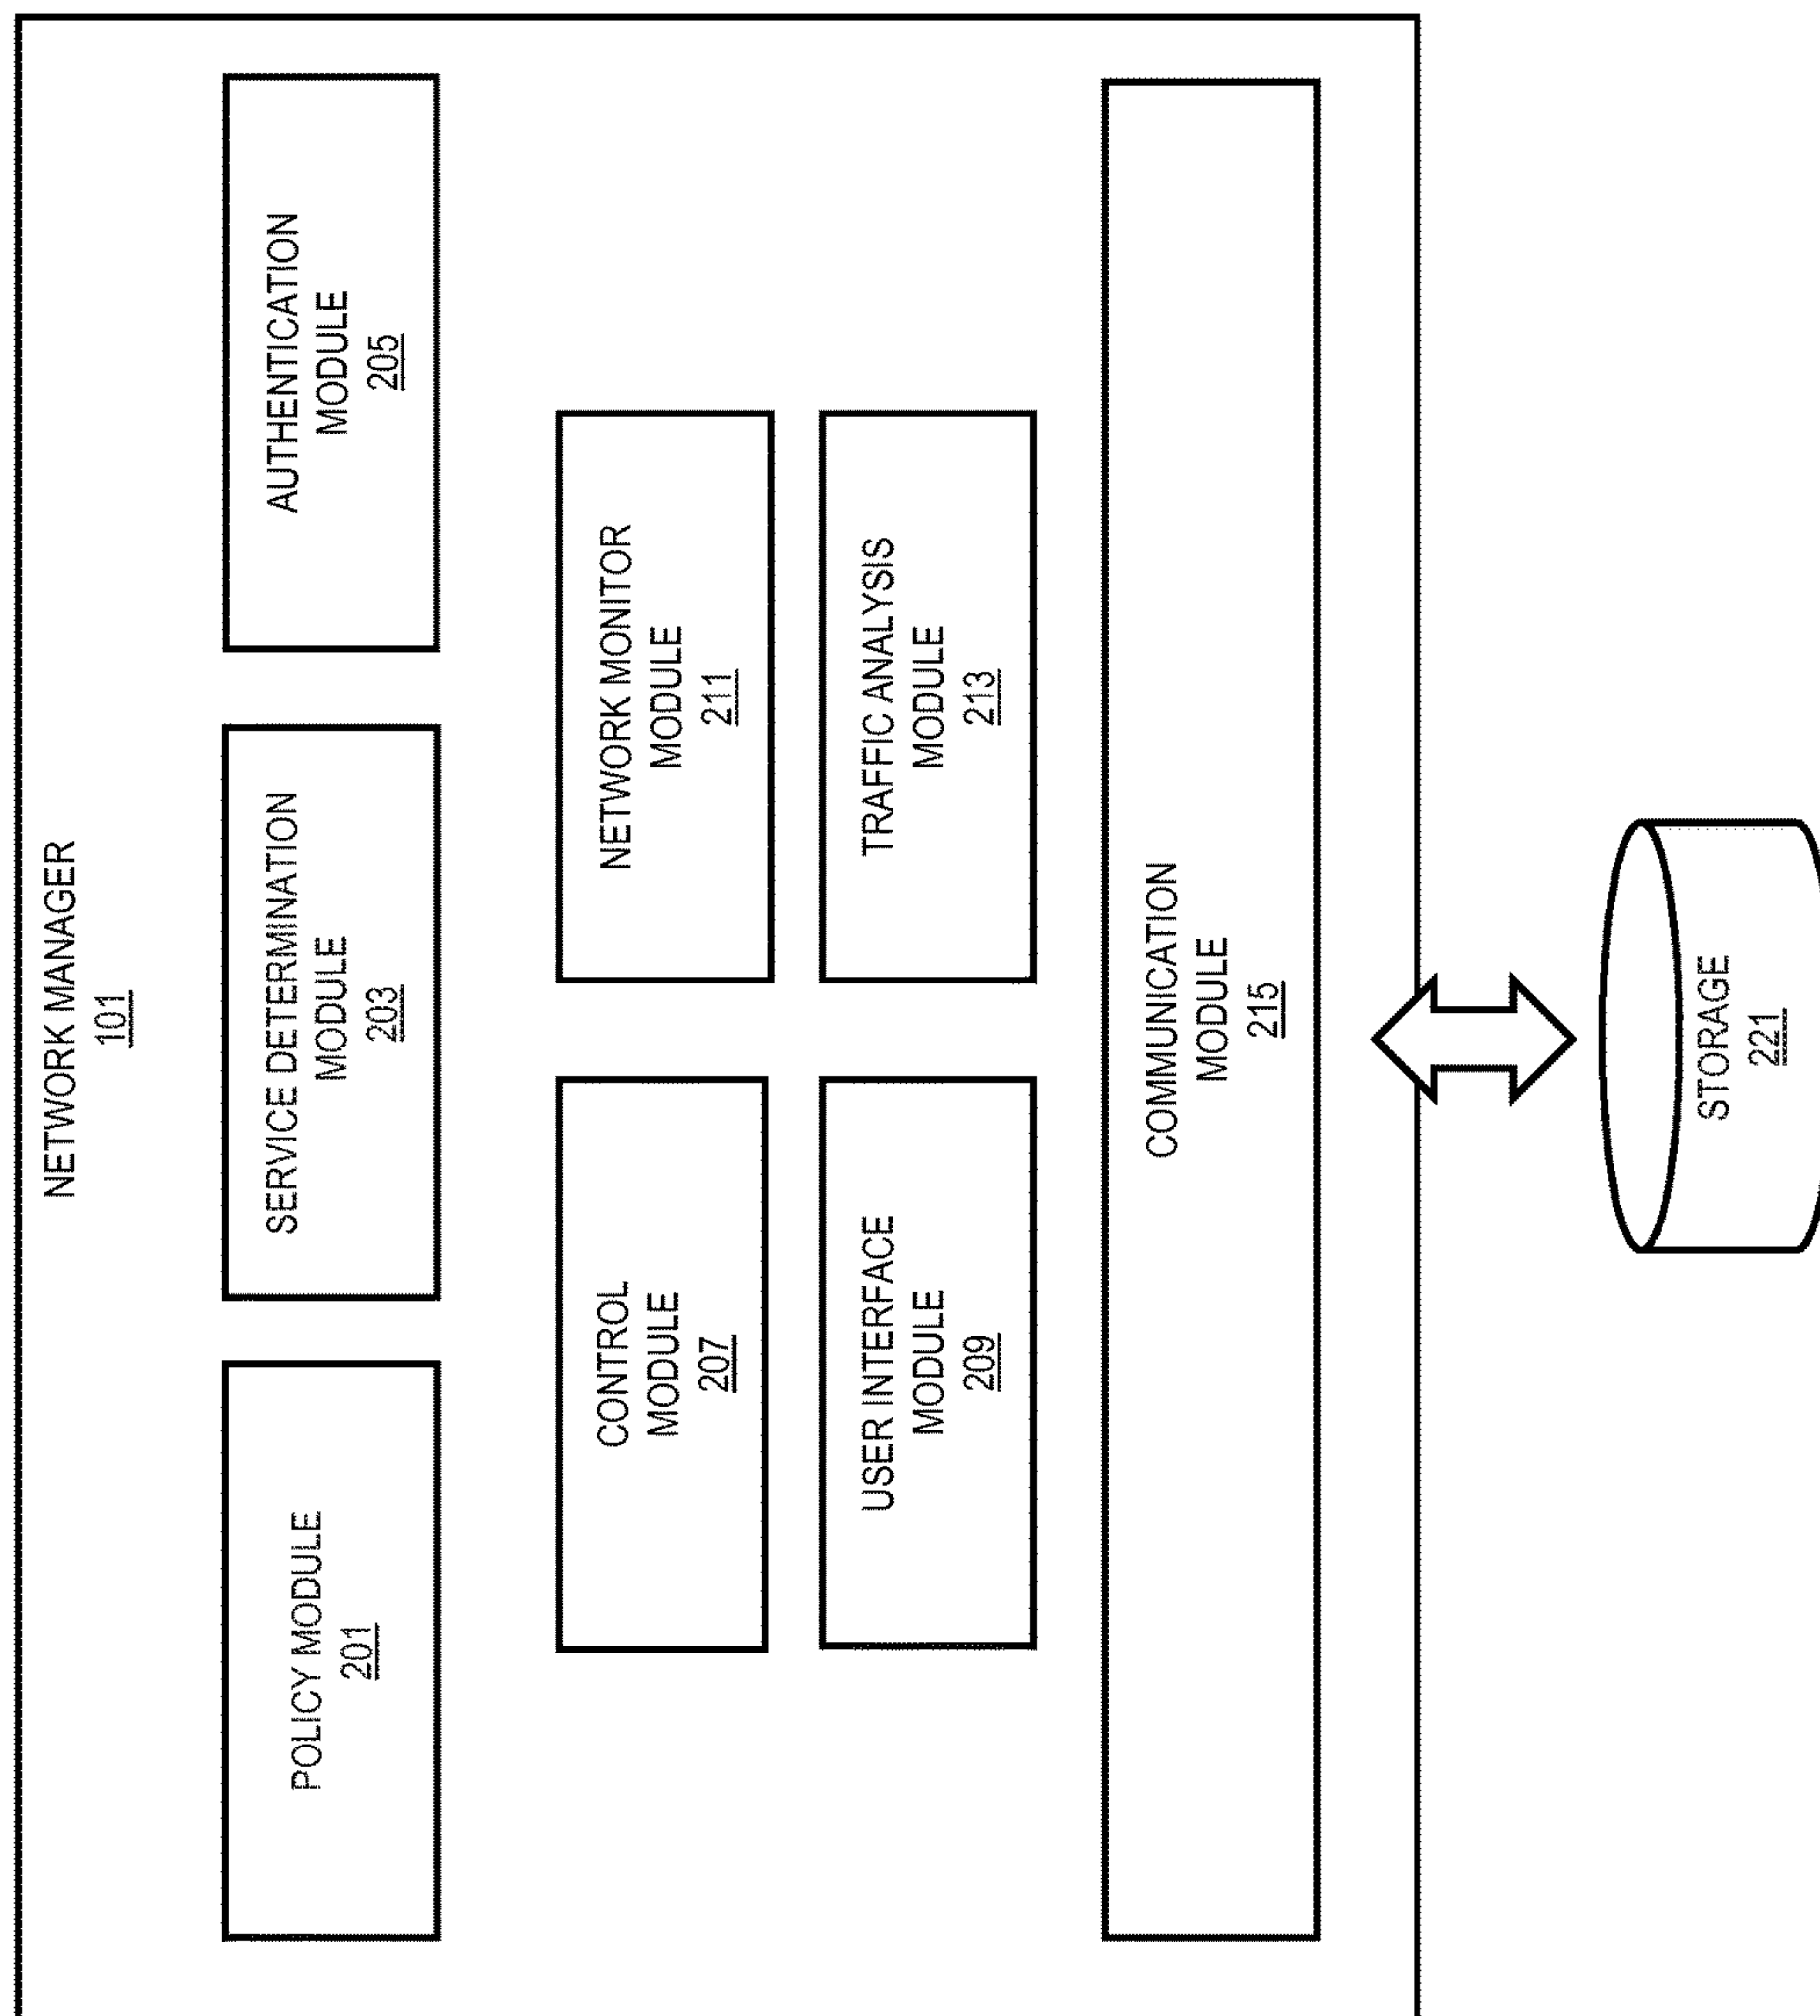 NETWORK MANAGER
101
POLICY MODULE
201
SERVICE DETERMINATION
MODULE
203
AUTHENTICATION
MODULE
205
CONTROL
MODULE
207
NETWORK MONITOR
MODULE
211
USER INTERFACE
MODULE
209
TRAFFIC ANALYSIS
MODULE
213
COMMUNICATION
MODULE
215
STORAGE
221